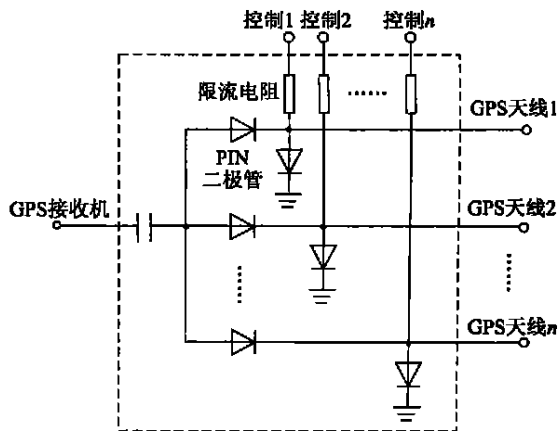 控制1 控制2 控制n
限流电阻
GPS天线1
PIN
二极管
GPS接收机
GPS天线2
GPS天线n